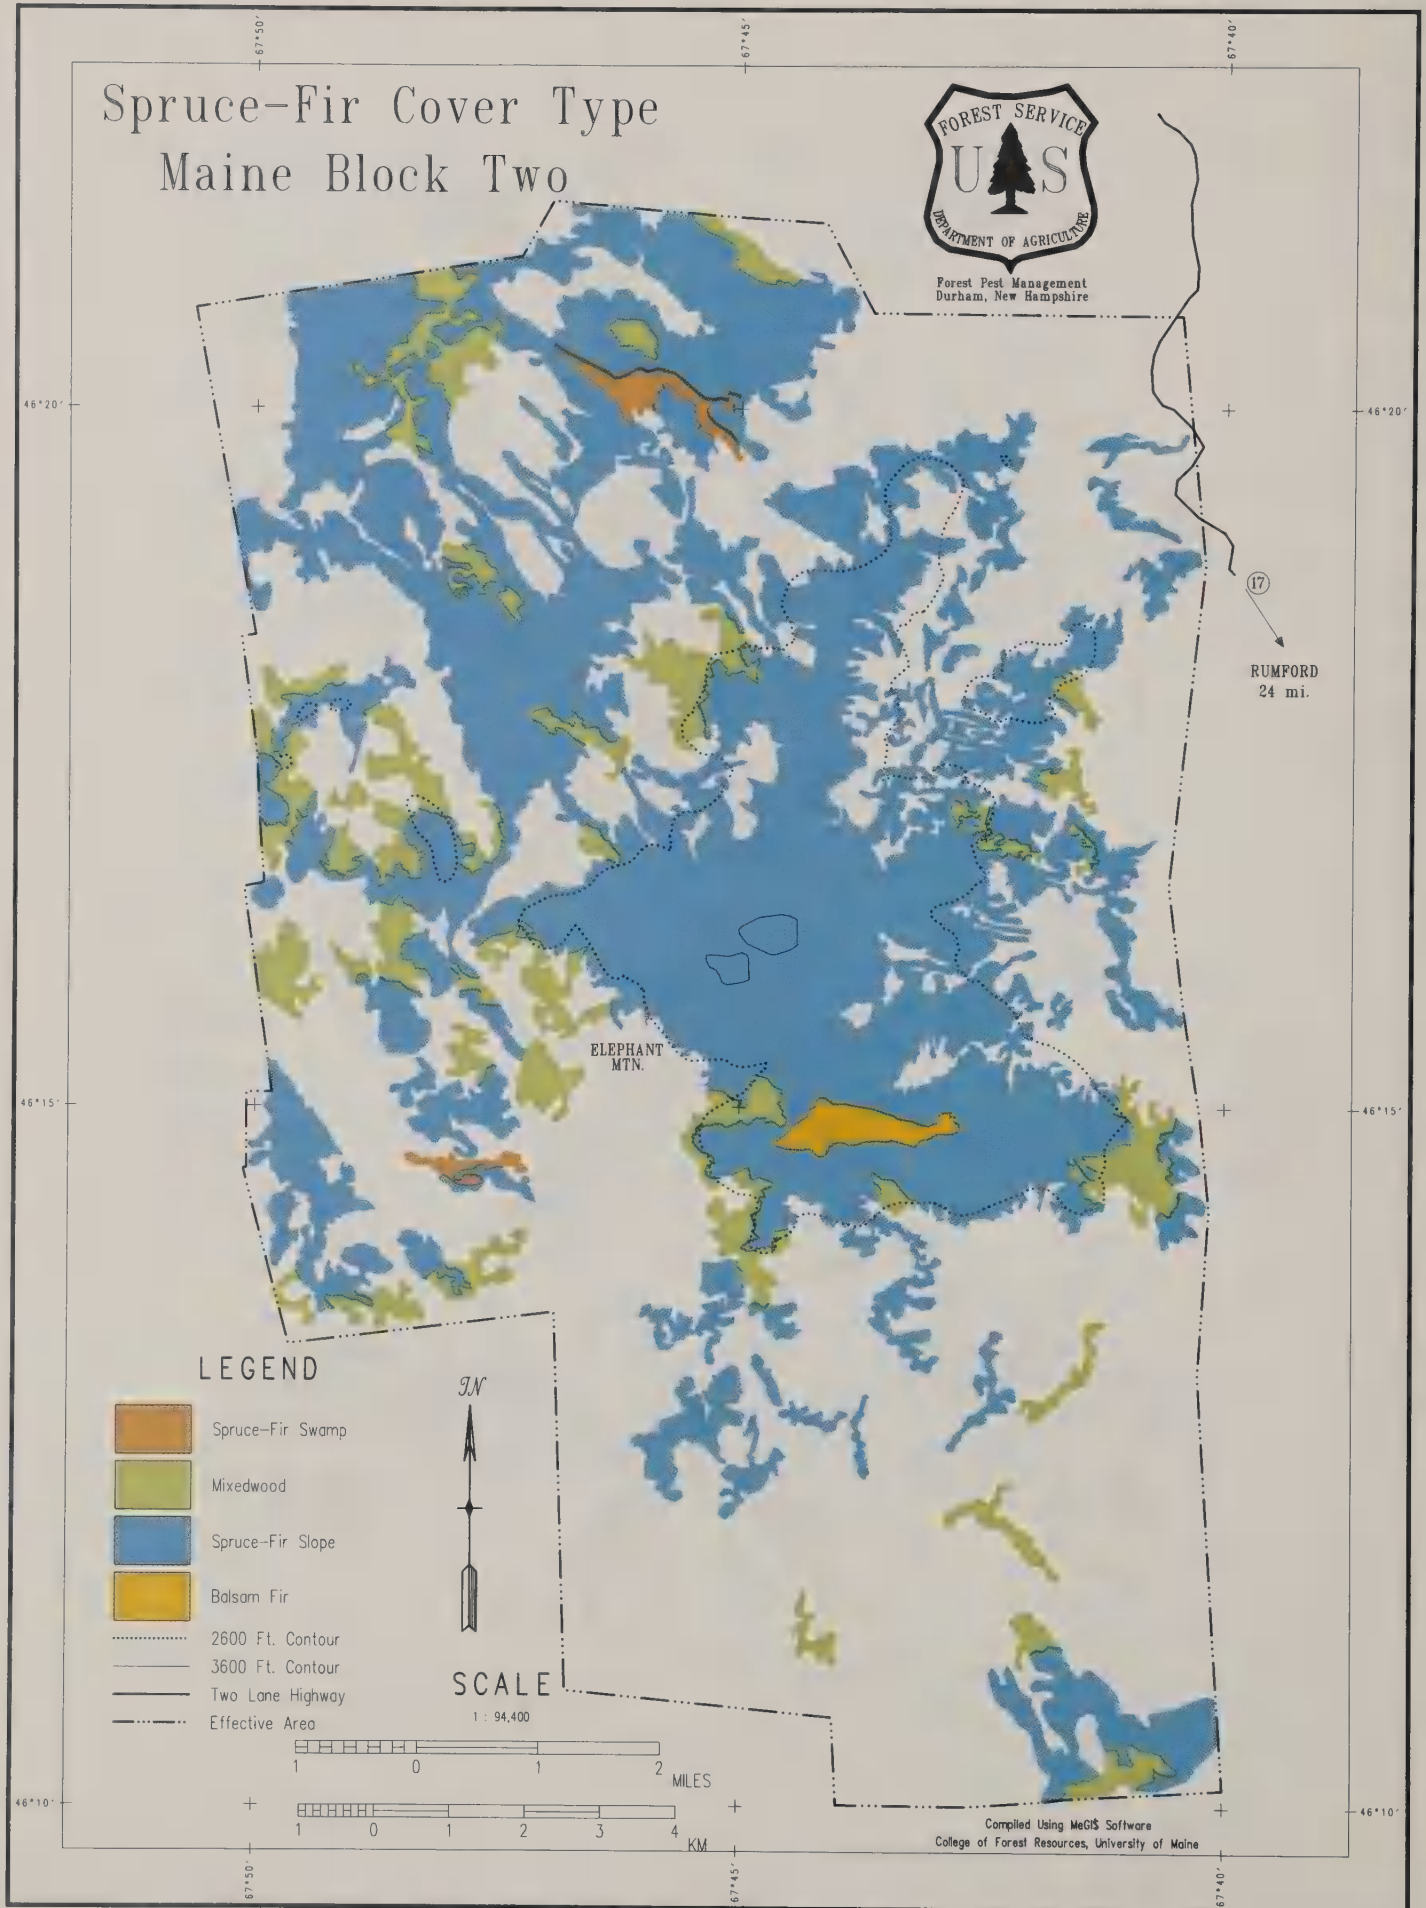 67°50'
67°45'
67°40'
Spruce-Fir Cover Type
Maine Block Two
FOREST SERVICE
U S
DEPARTMENT OF AGRICULTURE
Forest Pest Management
Durham, New Hampshire
46°20'
46°20'
17
RUMFORD
24 mi.
ELEPHANT
MTN.
46°15'
46°15'
LEGEND
Spruce-Fir Swamp
Mixedwood
Spruce-Fir Slope
Balsam Fir
2600 Ft. Contour
3600 Ft. Contour
Two Lane Highway
Effective Area
N
SCALE
1 : 94,400
1 0 1 2
MILES
1 0 1 2 3 4
KM
46°10'
46°10'
Compiled Using MeGIS Software
College of Forest Resources, University of Maine
67°50'
67°45'
67°40'